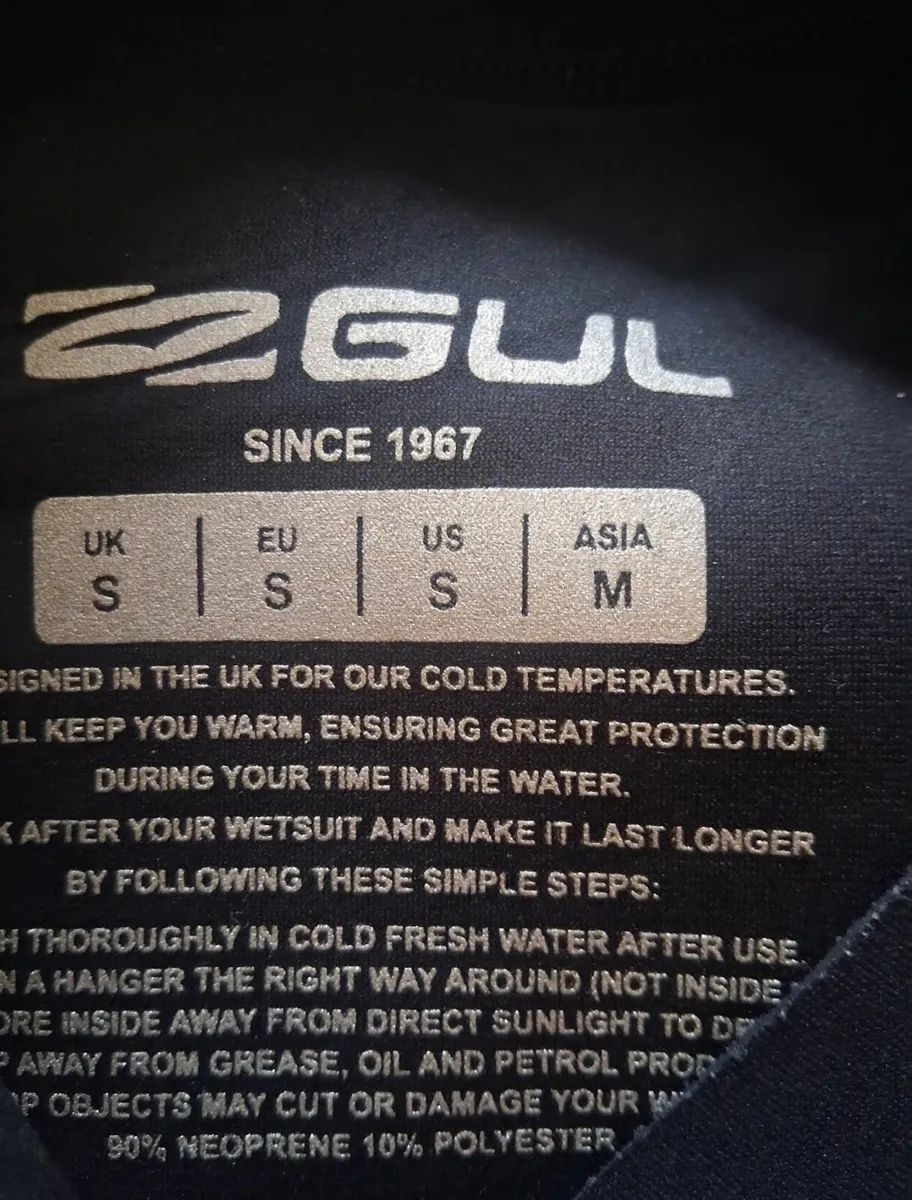 GUL
SINCE 1967
UK EU US ASIA
S S S M
SIGNED IN THE UK FOR OUR COLD TEMPERATURES.
LL KEEP YOU WARM, ENSURING GREAT PROTECTION
DURING YOUR TIME IN THE WATER.
K AFTER YOUR WETSUIT AND MAKE IT LAST LONGER
BY FOLLOWING THESE SIMPLE STEPS:
H THOROUGHLY IN COLD FRESH WATER AFTER USE.
N A HANGER THE RIGHT WAY AROUND (NOT INSIDE
ORE INSIDE AWAY FROM DIRECT SUNLIGHT TO DE
P AWAY FROM GREASE, OIL AND PETROL PROD
RP OBJECTS MAY CUT OR DAMAGE YOUR W
90% NEOPRENE 10% POLYESTER